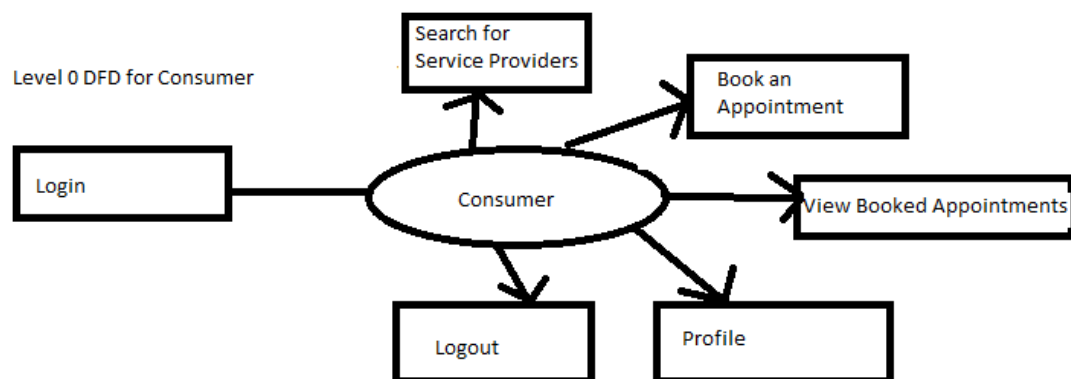 Level 0 DFD for Consumer
Search for
Service Providers
Book an
Appointment
Login
Consumer
View Booked Appointments
Logout
Profile